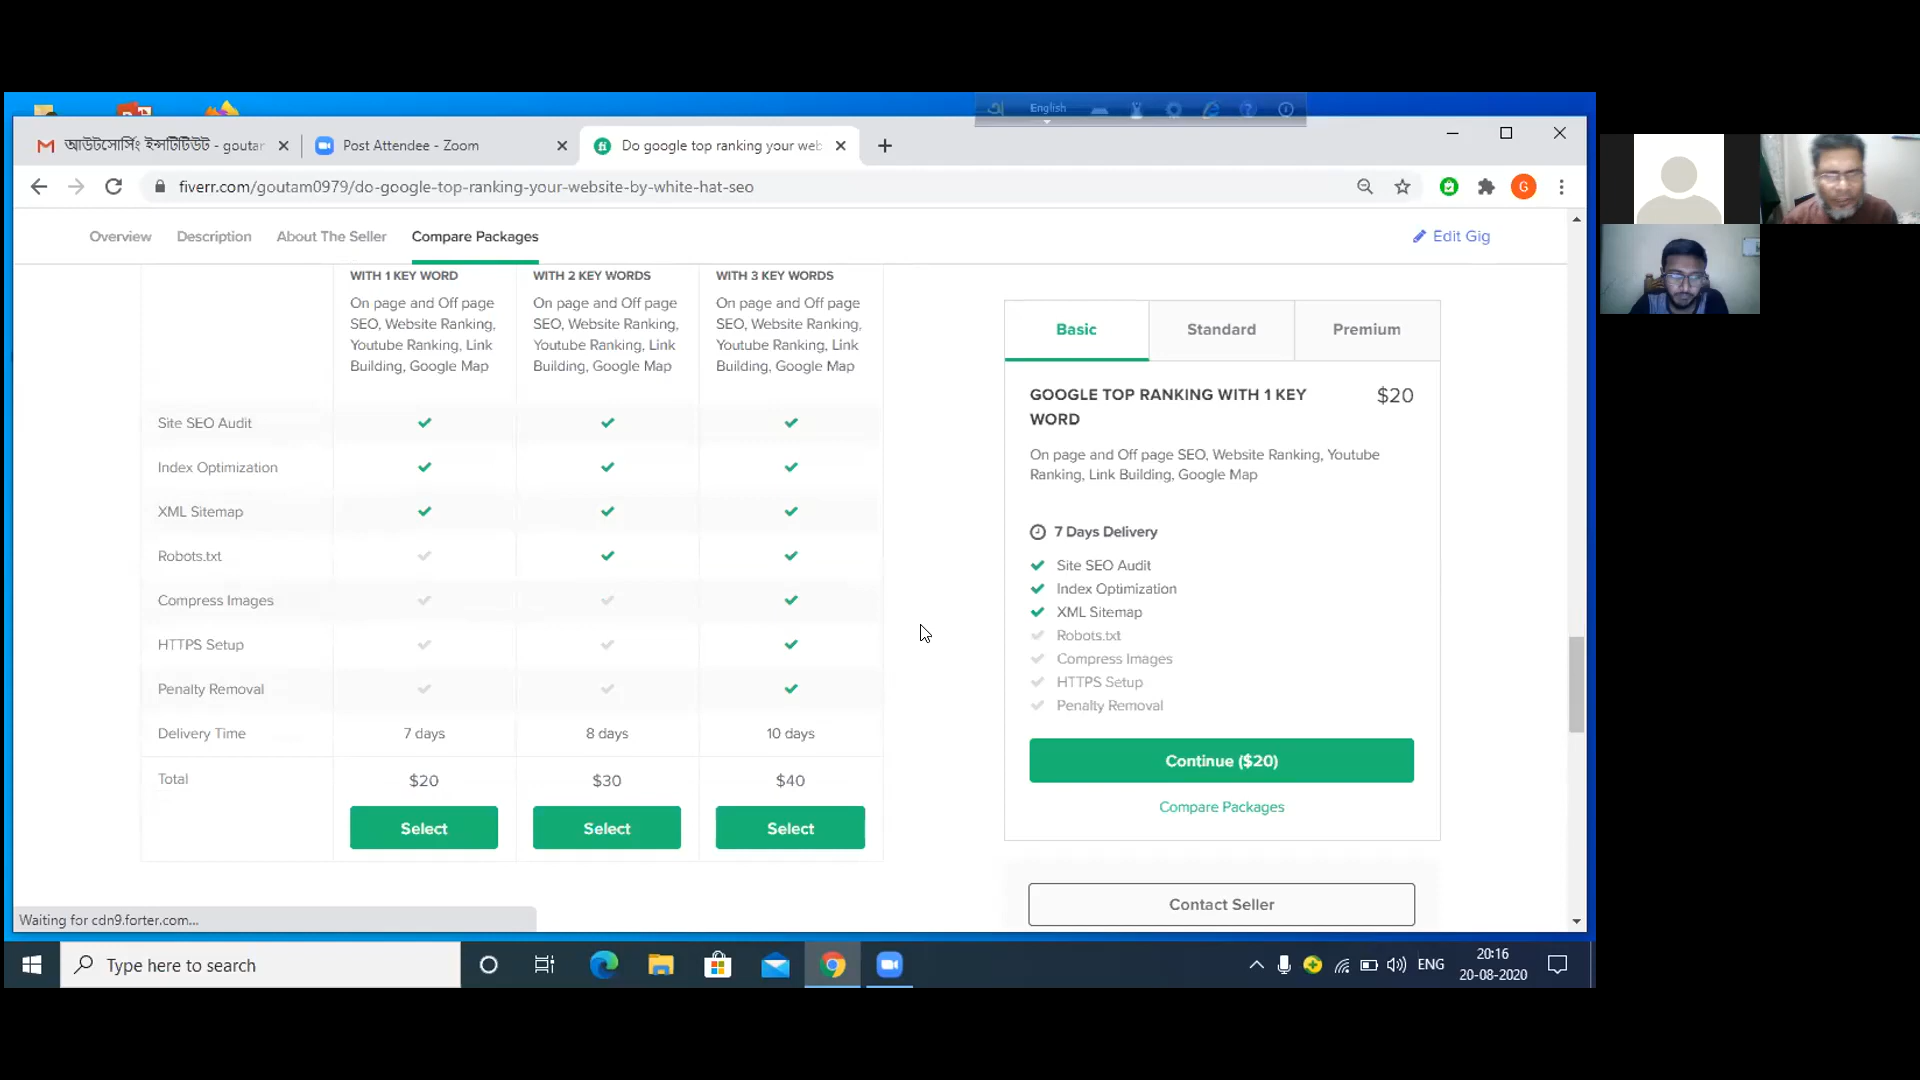 English
আউটসোর্সিং ইন্সটিটিউট - goutar
Post Attendee - Zoom
Do google top ranking your web
fiverr.com/goutam0979/do-google-top-ranking-your-website-by-white-hat-seo
G
Overview
Description
About The Seller
Compare Packages
Edit Gig
WITH 1 KEY WORD
WITH 2 KEY WORDS
WITH 3 KEY WORDS
On page and Off page
SEO, Website Ranking,
Youtube Ranking, Link
Building, Google Map
On page and Off page
SEO, Website Ranking,
Youtube Ranking, Link
Building, Google Map
On page and Off page
SEO, Website Ranking,
Youtube Ranking, Link
Building, Google Map
Site SEO Audit
Index Optimization
XML Sitemap
Robots.txt
Compress Images
HTTPS Setup
Penalty Removal
Delivery Time
7 days
8 days
10 days
Total
$20
$30
$40
Select
Select
Select
Basic
Standard
Premium
GOOGLE TOP RANKING WITH 1 KEY
WORD
$20
On page and Off page SEO, Website Ranking, Youtube
Ranking, Link Building, Google Map
7 Days Delivery
Site SEO Audit
Index Optimization
XML Sitemap
Robots.txt
Compress Images
HTTPS Setup
Penalty Removal
Continue ($20)
Compare Packages
Contact Seller
Waiting for cdn9.forter.com...
Type here to search
ENG
20:16
20-08-2020